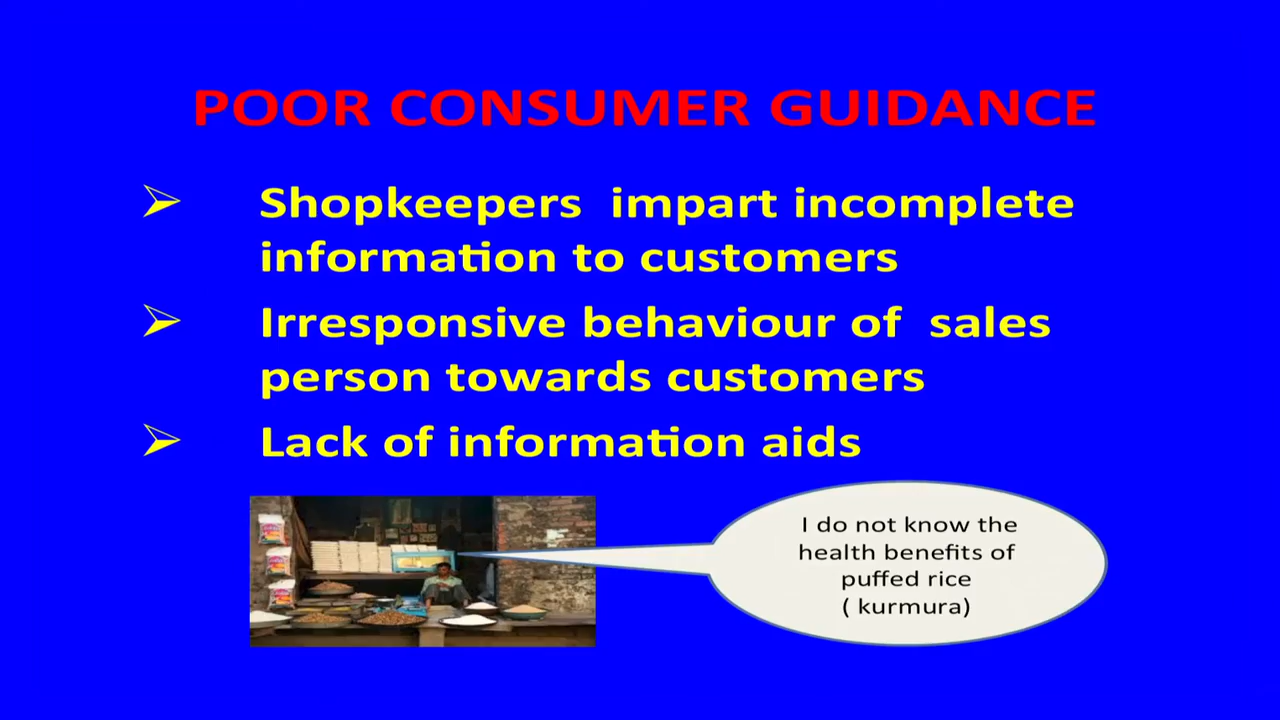 POOR CONSUMER GUIDANCE
➢ Shopkeepers impart incomplete
information to customers
➢ Irresponsive behaviour of sales
person towards customers
➢ Lack of information aids
I do not know the
health benefits of
puffed rice
( kurmura)